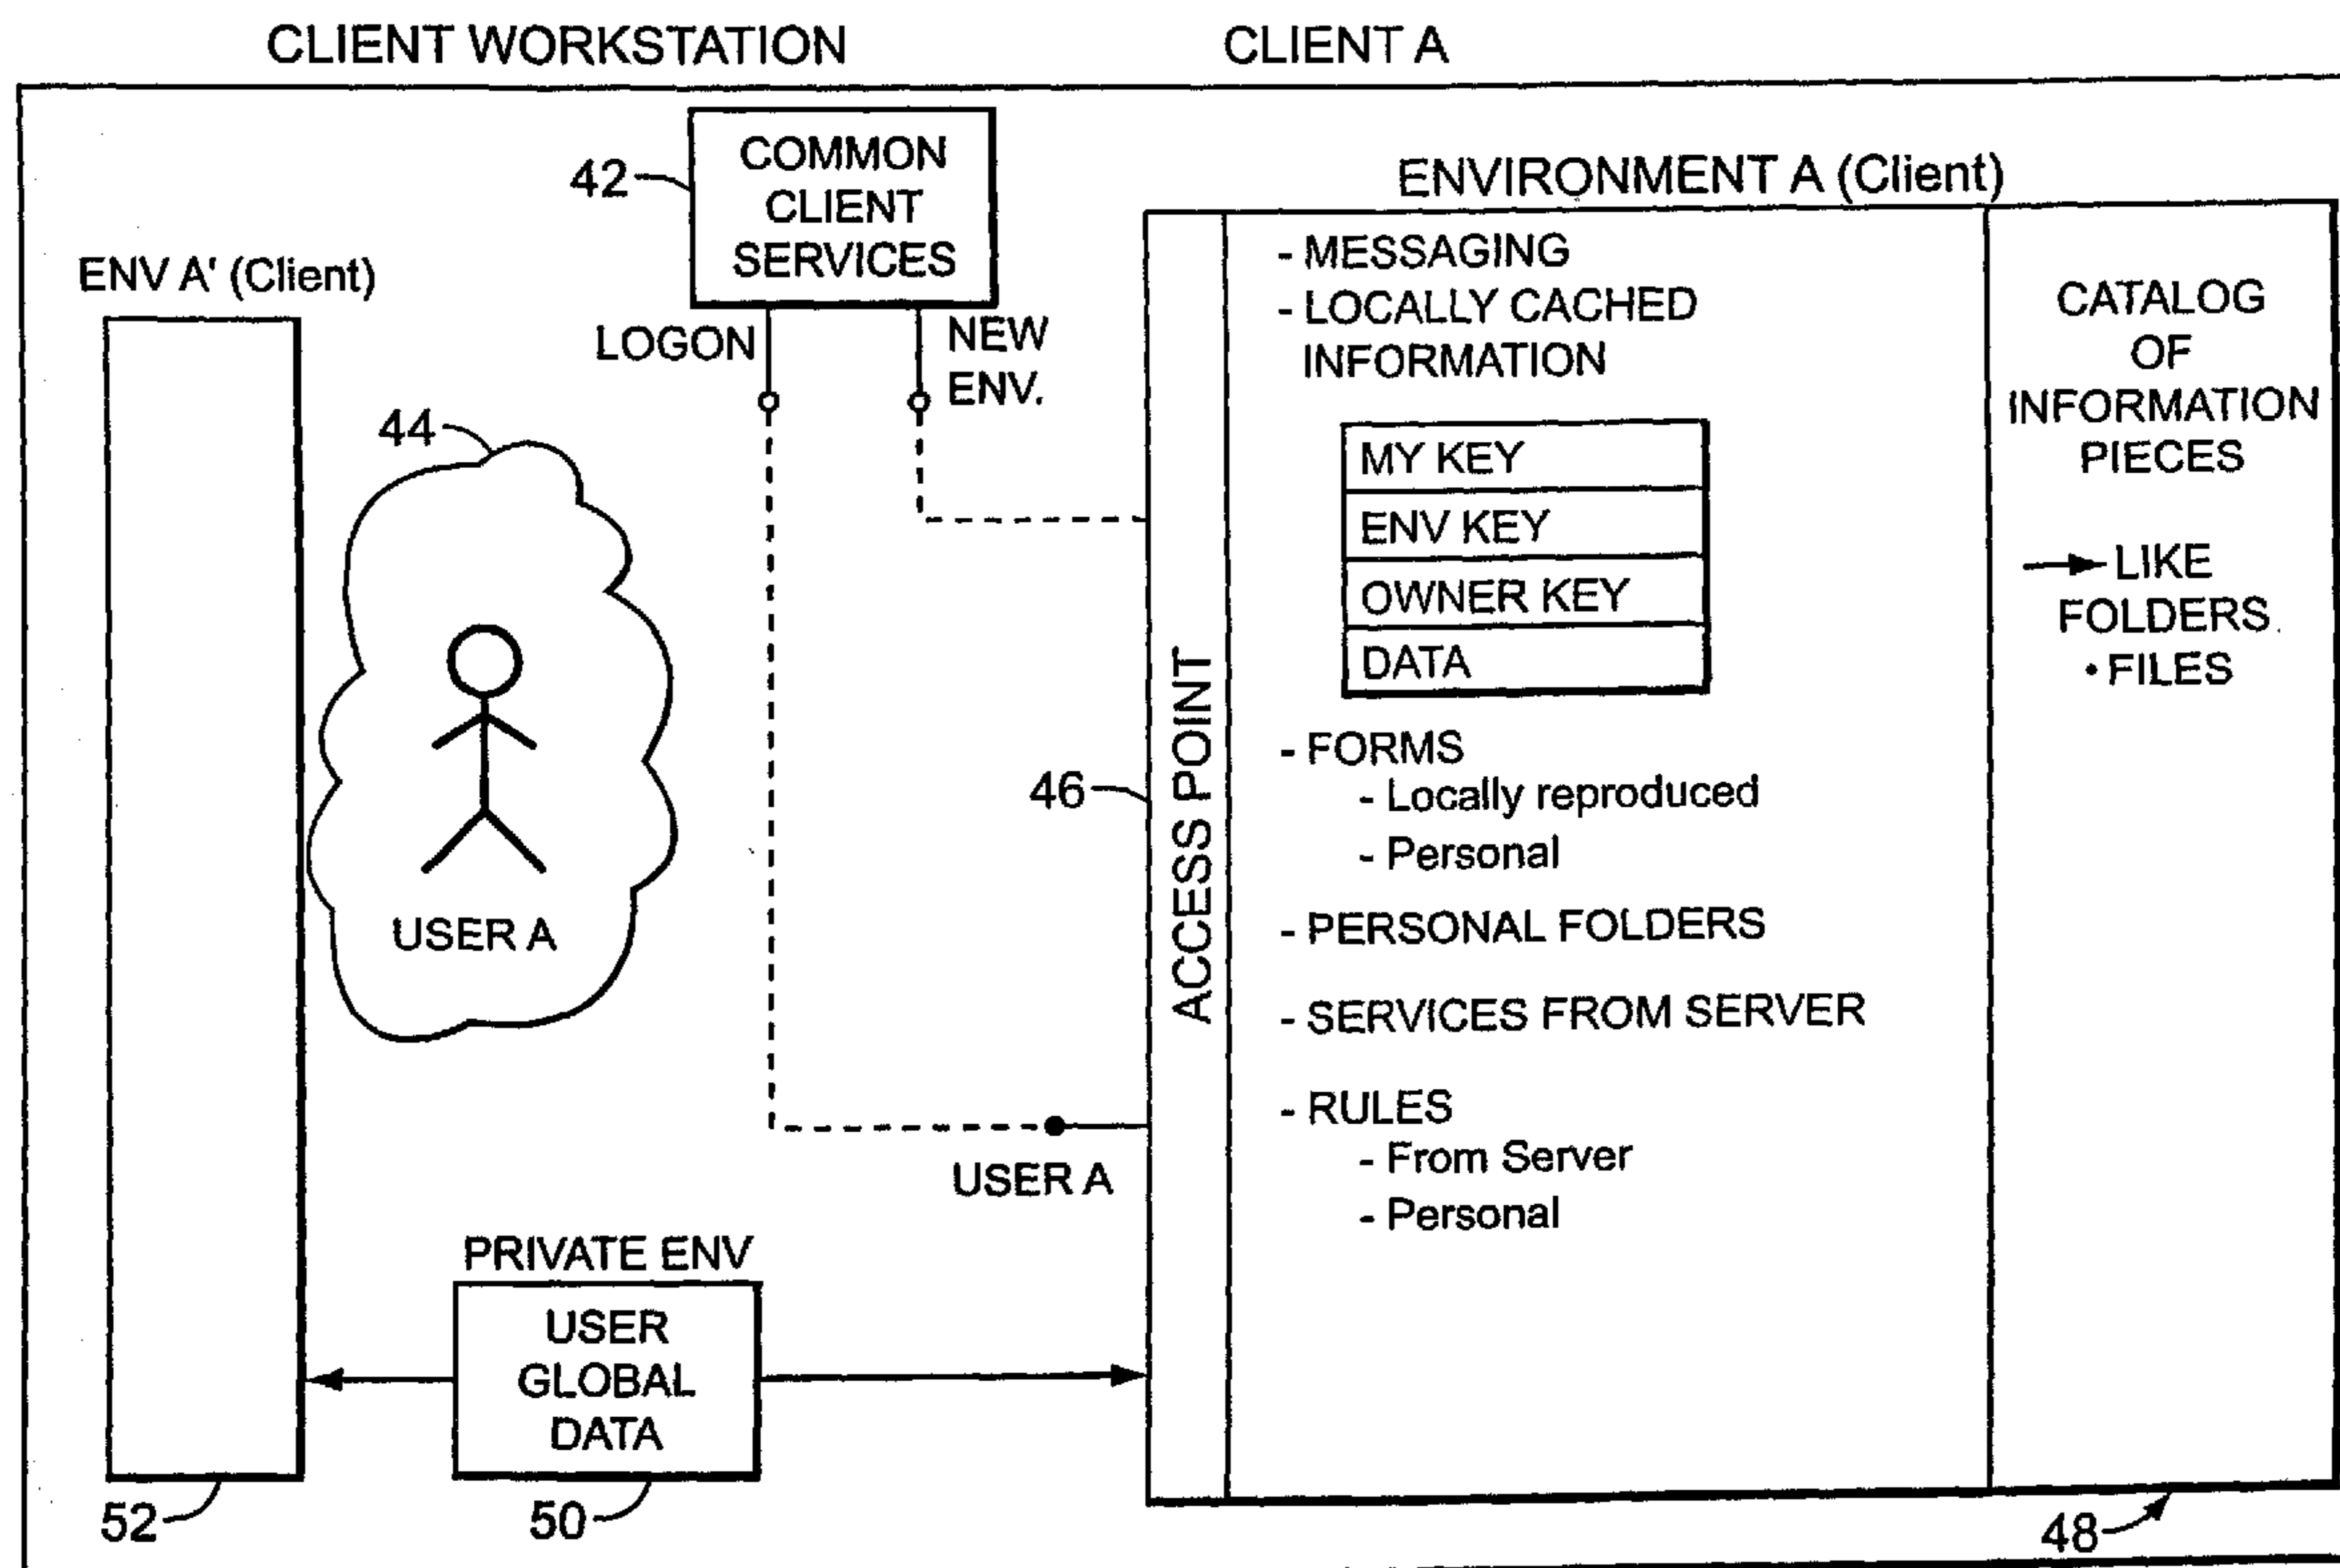 CLIENT WORKSTATION
CLIENT A
COMMON
CLIENT
SERVICES
42
ENV A' (Client)
LOGON
NEW
ENV.
44
USER A
ENVIRONMENT A (Client)
- MESSAGING
- LOCALLY CACHED
INFORMATION
MY KEY
ENV KEY
OWNER KEY
DATA
- FORMS
- Locally reproduced
- Personal
- PERSONAL FOLDERS
- SERVICES FROM SERVER
- RULES
- From Server
- Personal
CATALOG
OF
INFORMATION
PIECES
→ LIKE
FOLDERS
• FILES
46
ACCESS POINT
USER A
PRIVATE ENV
USER
GLOBAL
DATA
52
50
48